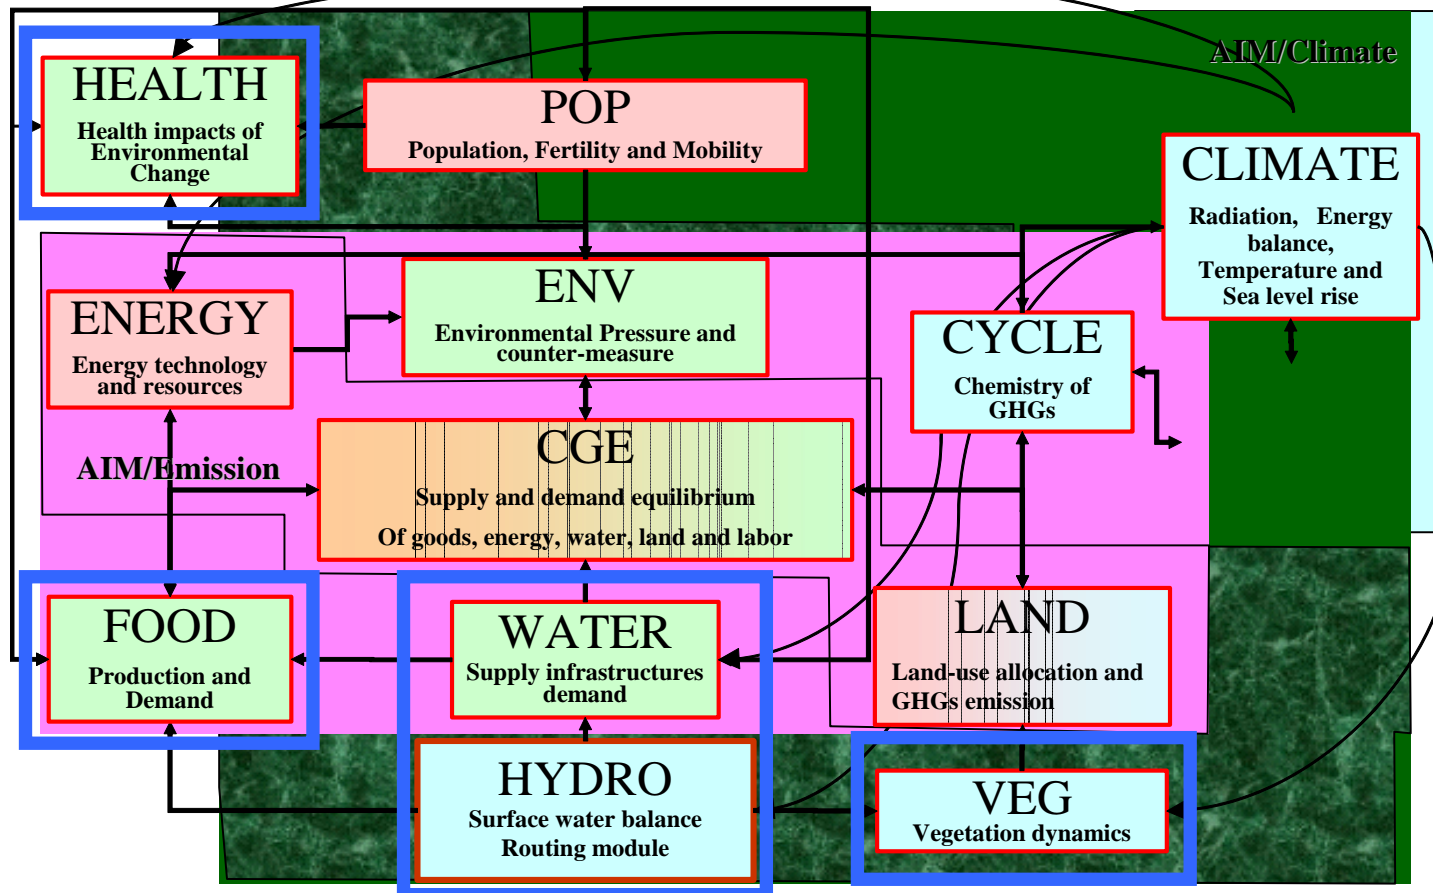 AIM/Climate
HEALTH
Health impacts of
Environmental
Change
POP
Population, Fertility and Mobility
CLIMATE
Radiation, Energy
balance,
Temperature and
Sea level rise
ENERGY
Energy technology
and resources
ENV
Environmental Pressure and
counter-measure
CYCLE
Chemistry of
GHGs
AIM/Emission
CGE
Supply and demand equilibrium
Of goods, energy, water, land and labor
FOOD
Production and
Demand
WATER
Supply infrastructures
demand
LAND
Land-use allocation and
GHGs emission
HYDRO
Surface water balance
Routing module
VEG
Vegetation dynamics